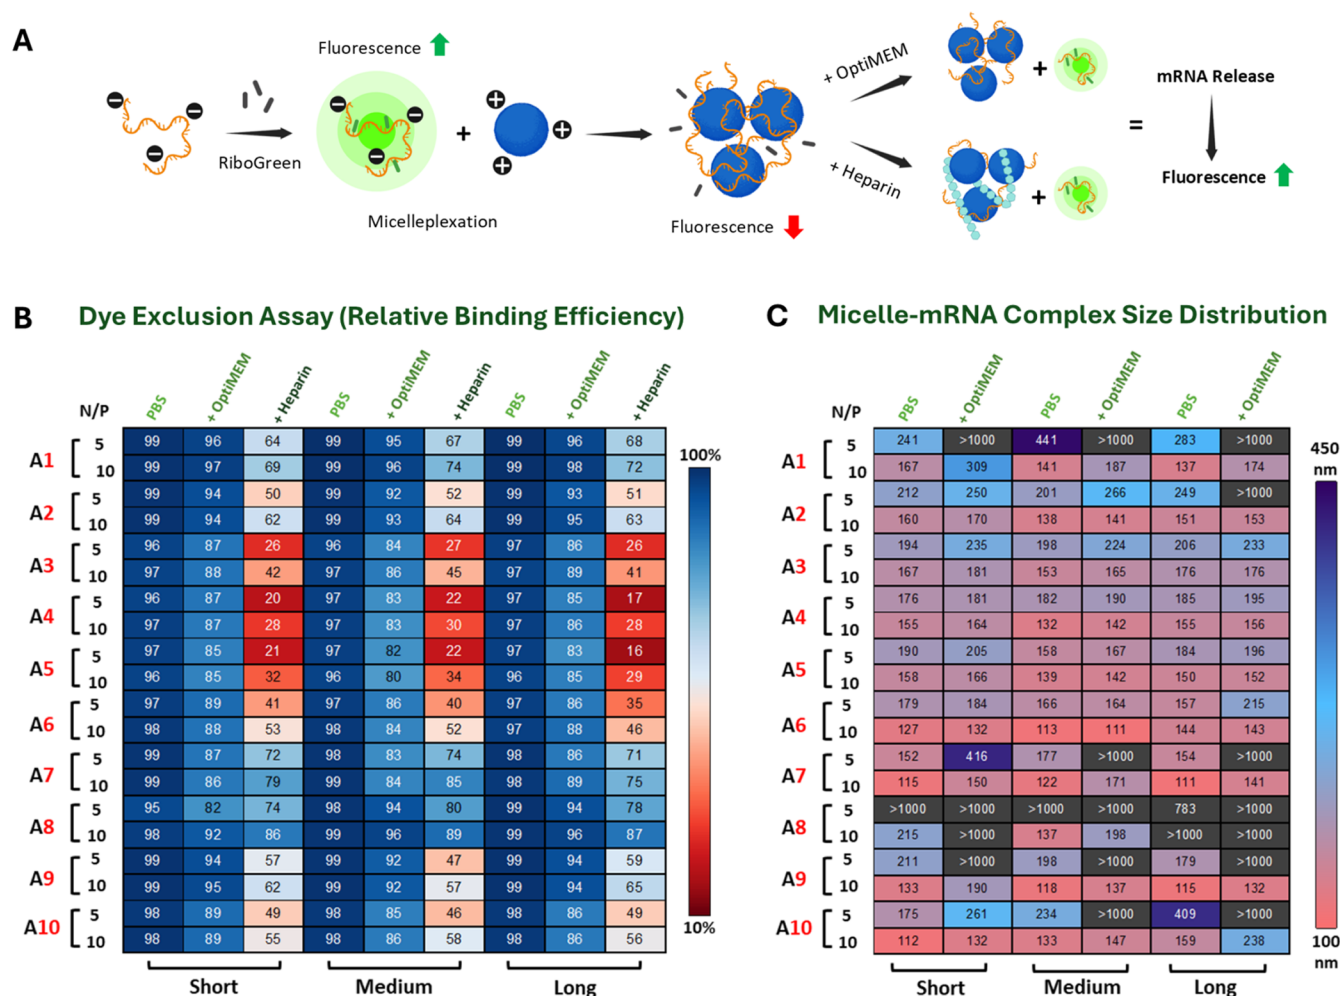 A
Fluorescence
RiboGreen
+
Micelleplexation
Fluorescence
+ OptiMEM
+ Heparin
+
+
=
mRNA Release
Fluorescence
B
Dye Exclusion Assay (Relative Binding Efficiency)
N/P PBS + OptiMEM + Heparin PBS + OptiMEM + Heparin PBS + OptiMEM + Heparin
A1
5 99 96 64 99 95 67 99 96 68
10 99 97 69 99 96 74 99 98 72
A2
5 99 94 50 99 92 52 99 93 51
10 99 94 62 99 93 64 99 95 63
A3
5 96 87 26 96 84 27 97 86 26
10 97 88 42 97 86 45 97 89 41
A4
5 96 87 20 96 83 22 97 85 17
10 97 87 28 97 83 30 97 86 28
A5
5 97 85 21 97 82 22 97 83 16
10 96 85 32 97 80 34 96 85 29
A6
5 97 89 41 97 86 40 97 86 35
10 98 88 53 98 84 52 97 88 46
A7
5 99 87 72 98 83 74 98 86 71
10 99 86 79 99 84 85 98 88 75
A8
5 95 82 74 98 94 80 99 94 78
10 98 92 86 99 96 89 99 96 87
A9
5 99 94 57 99 92 47 99 94 59
10 99 95 62 99 92 57 99 94 65
A10
5 98 89 49 98 85 46 98 86 49
10 98 89 55 98 86 58 98 86 56
Short Medium Long
100%
10%
C
Micelle-mRNA Complex Size Distribution
N/P PBS + OptiMEM PBS + OptiMEM PBS + OptiMEM
A1
5 241 >1000 441 >1000 283 >1000
10 167 309 141 187 137 174
A2
5 212 250 201 266 249 >1000
10 160 170 138 141 151 153
A3
5 194 235 198 224 206 233
10 167 181 153 165 176 176
A4
5 176 181 182 190 185 195
10 155 164 132 142 155 156
A5
5 190 205 158 167 184 196
10 158 166 139 142 150 152
A6
5 179 184 166 164 157 215
10 127 132 113 111 144 143
A7
5 152 416 177 >1000 154 >1000
10 115 150 122 171 111 141
A8
5 >1000 >1000 >1000 >1000 783 >1000
10 215 >1000 137 198 >1000 >1000
A9
5 211 >1000 198 >1000 179 >1000
10 133 190 118 137 115 132
A10
5 175 261 234 >1000 409 >1000
10 112 132 133 147 159 238
Short Medium Long
450
nm
100
nm